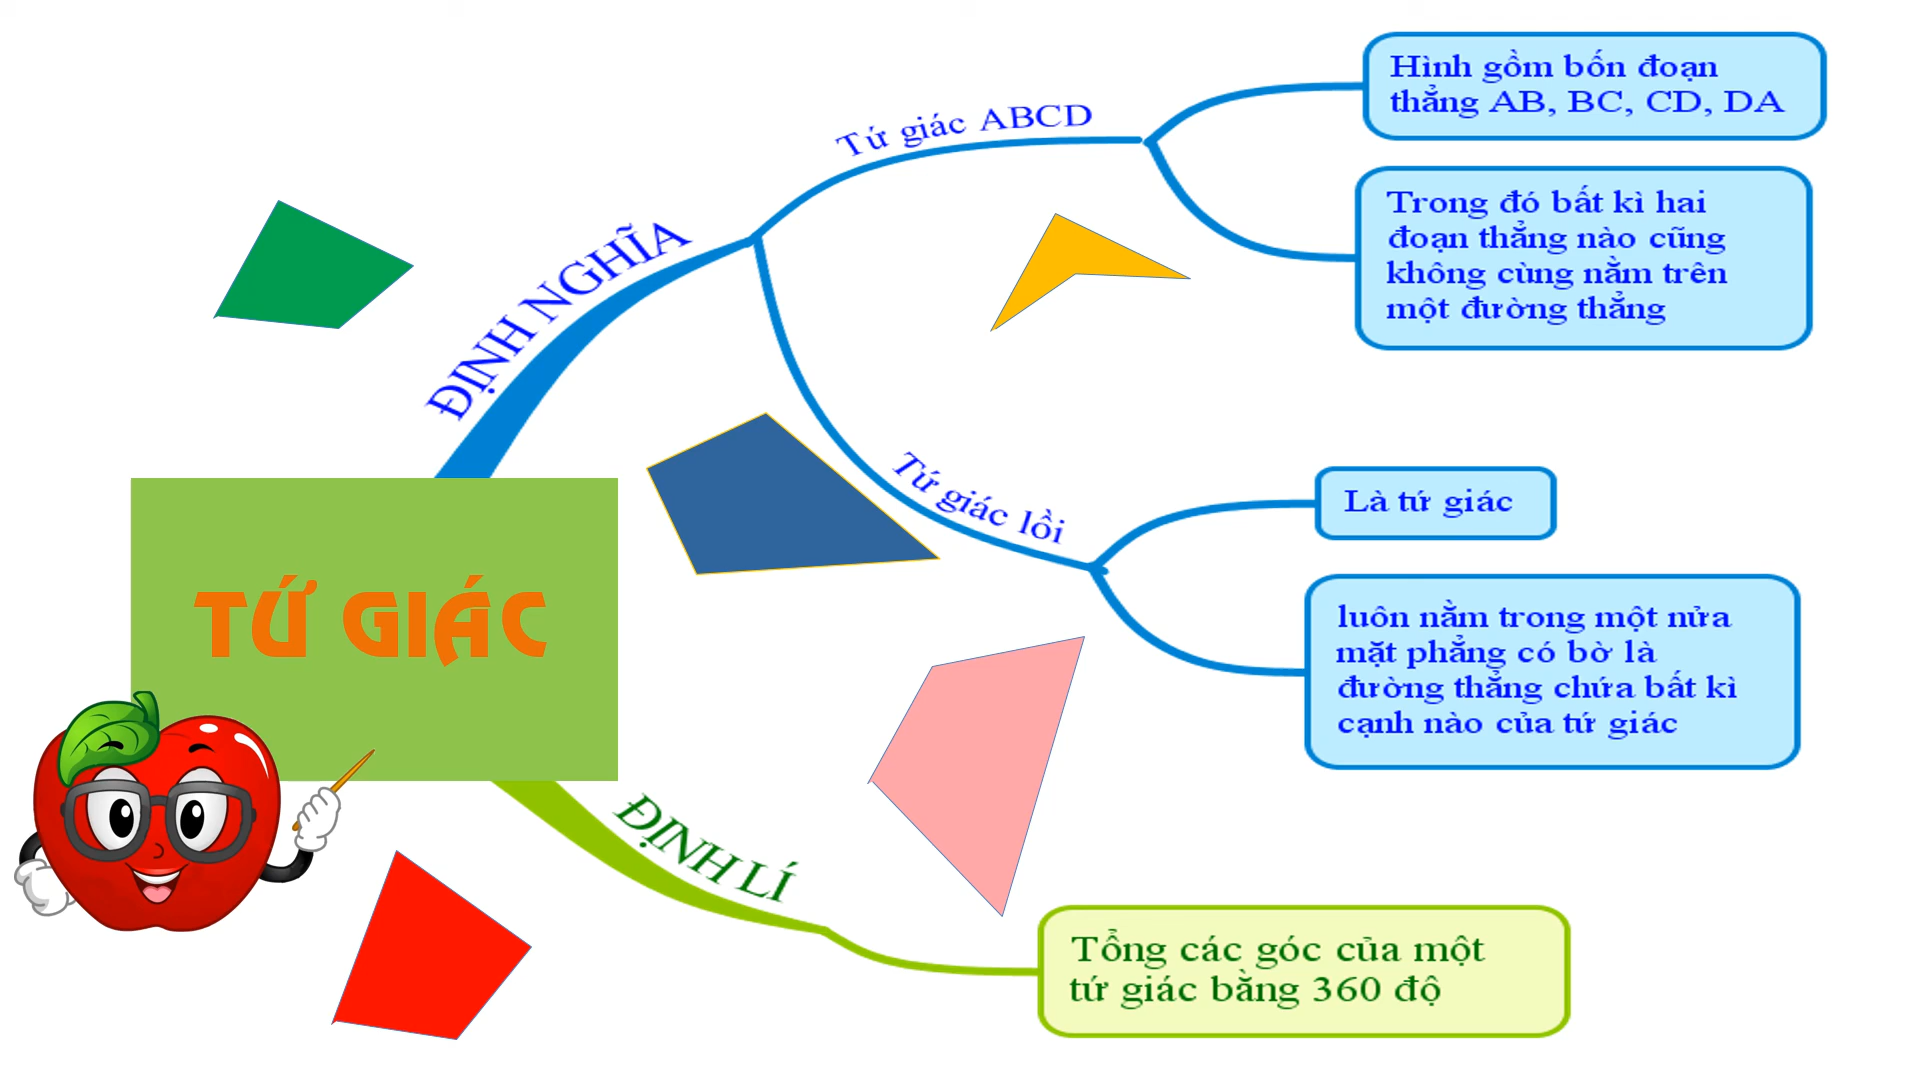 TỨ GIÁC
ĐỊNH NGHĨA
Tứ giác ABCD
Hình gồm bốn đoạn
thẳng AB, BC, CD, DA
Trong đó bất kì hai
đoạn thẳng nào cũng
không cùng nằm trên
một đường thẳng
Tứ giác lồi
Là tứ giác
luôn nằm trong một nửa
mặt phẳng có bờ là
đường thẳng chứa bất kì
cạnh nào của tứ giác
ĐỊNH LÍ
Tổng các góc của một
tứ giác bằng 360 độ